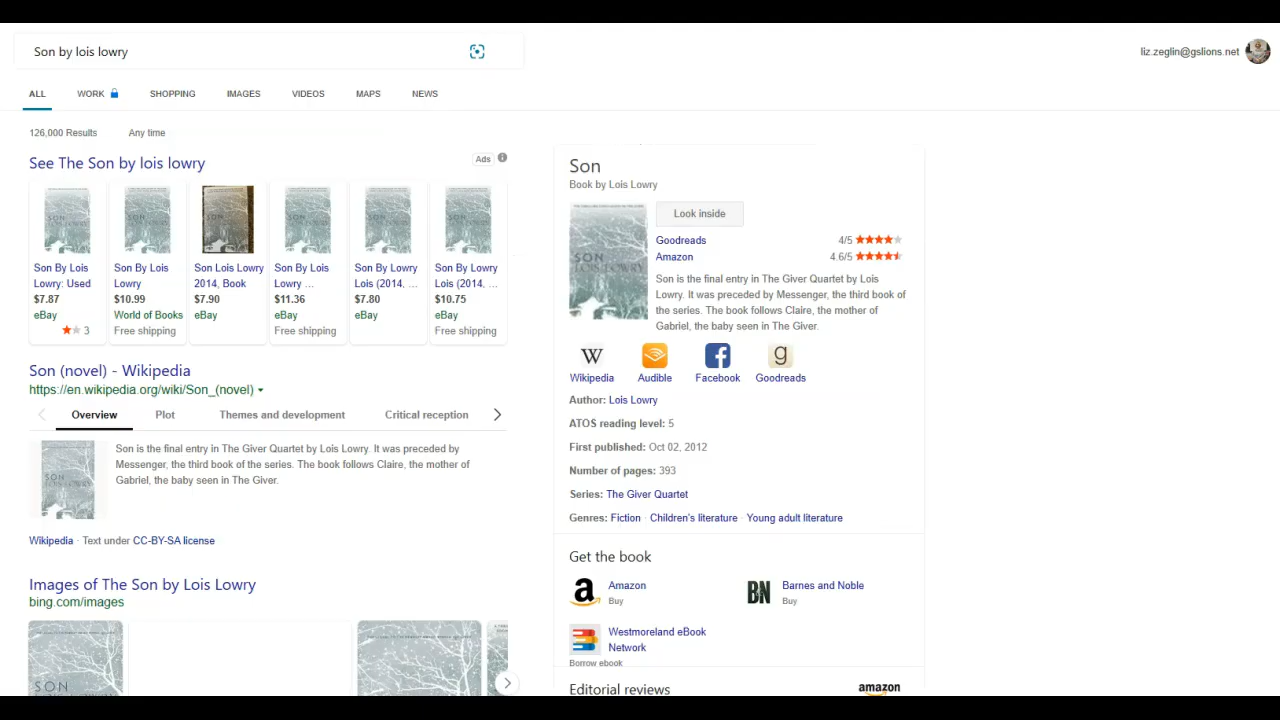 Son by lois lowry
liz.zeglin@gslions.net
ALL WORK SHOPPING IMAGES VIDEOS MAPS NEWS
126,000 Results Any time
See The Son by lois lowry
Ads
Son By Lois Lowry: Used
$7.87
eBay
3
Son By Lois Lowry
$10.99
World of Books
Free shipping
Son Lois Lowry 2014, Book
$7.90
eBay
Son By Lois Lowry ...
$11.36
eBay
Free shipping
Son By Lowry Lois (2014, ...
$7.80
eBay
Son By Lowry Lois (2014, ...
$10.75
eBay
Free shipping
Son (novel) - Wikipedia
https://en.wikipedia.org/wiki/Son_(novel)
Overview Plot Themes and development Critical reception
SON
Son is the final entry in The Giver Quartet by Lois Lowry. It was preceded by
Messenger, the third book of the series. The book follows Claire, the mother of
Gabriel, the baby seen in The Giver.
Wikipedia · Text under CC-BY-SA license
Images of The Son by Lois Lowry
bing.com/images
SON
Son
Book by Lois Lowry
SON
LOIS LOWRY
Look inside
Goodreads 4/5
Amazon 4.6/5
Son is the final entry in The Giver Quartet by Lois
Lowry. It was preceded by Messenger, the third book of
the series. The book follows Claire, the mother of
Gabriel, the baby seen in The Giver.
W
Wikipedia
Audible
f
Facebook
g
Goodreads
Author: Lois Lowry
ATOS reading level: 5
First published: Oct 02, 2012
Number of pages: 393
Series: The Giver Quartet
Genres: Fiction · Children's literature · Young adult literature
Get the book
a
Amazon
Buy
BN
Barnes and Noble
Buy
Westmoreland eBook
Network
Borrow ebook
Editorial reviews
amazon